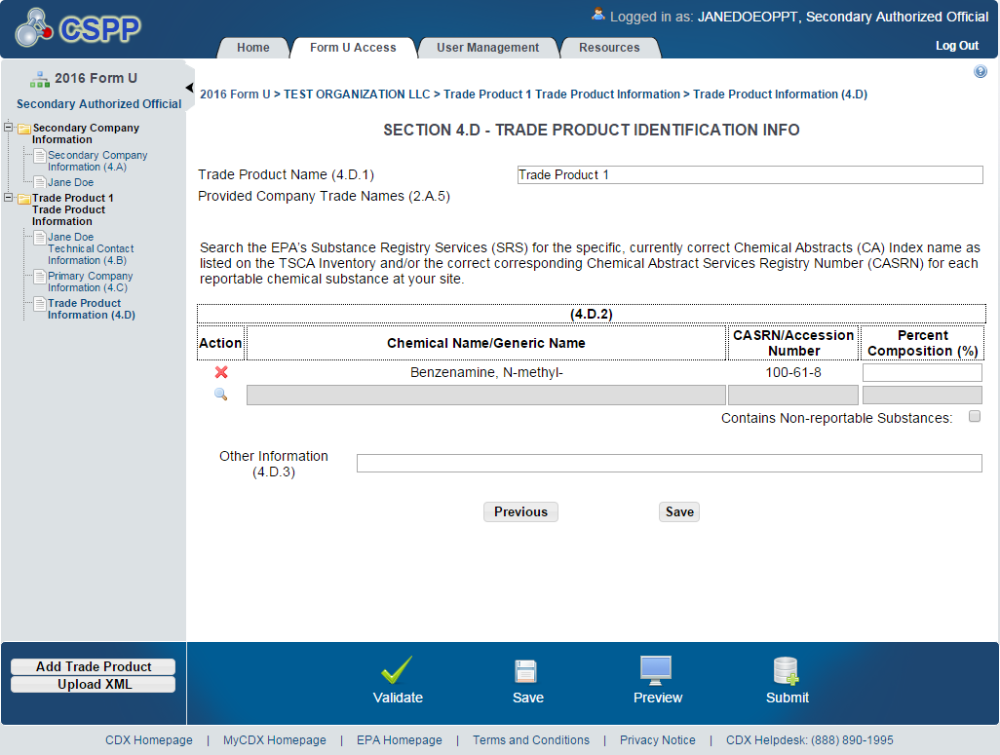 CSPP
Logged in as: JANEDOEOPPT, Secondary Authorized Official
Home
Form U Access
User Management
Resources
Log Out
2016 Form U
Secondary Authorized Official
Secondary Company
Information
Secondary Company
Information (4.A)
Jane Doe
Trade Product 1
Trade Product
Information
Jane Doe
Technical Contact
Information (4.B)
Primary Company
Information (4.C)
Trade Product
Information (4.D)
2016 Form U > TEST ORGANIZATION LLC > Trade Product 1 Trade Product Information > Trade Product Information (4.D)
SECTION 4.D - TRADE PRODUCT IDENTIFICATION INFO
Trade Product Name (4.D.1)
Trade Product 1
Provided Company Trade Names (2.A.5)
Search the EPA's Substance Registry Services (SRS) for the specific, currently correct Chemical Abstracts (CA) Index name as
listed on the TSCA Inventory and/or the correct corresponding Chemical Abstract Services Registry Number (CASRN) for each
reportable chemical substance at your site.
(4.D.2)
Action
Chemical Name/Generic Name
CASRN/Accession
Number
Percent
Composition (%)
Benzenamine, N-methyl-
100-61-8
Contains Non-reportable Substances:
Other Information
(4.D.3)
Previous
Save
Add Trade Product
Upload XML
Validate
Save
Preview
Submit
CDX Homepage | MyCDX Homepage | EPA Homepage | Terms and Conditions | Privacy Notice | CDX Helpdesk: (888) 890-1995